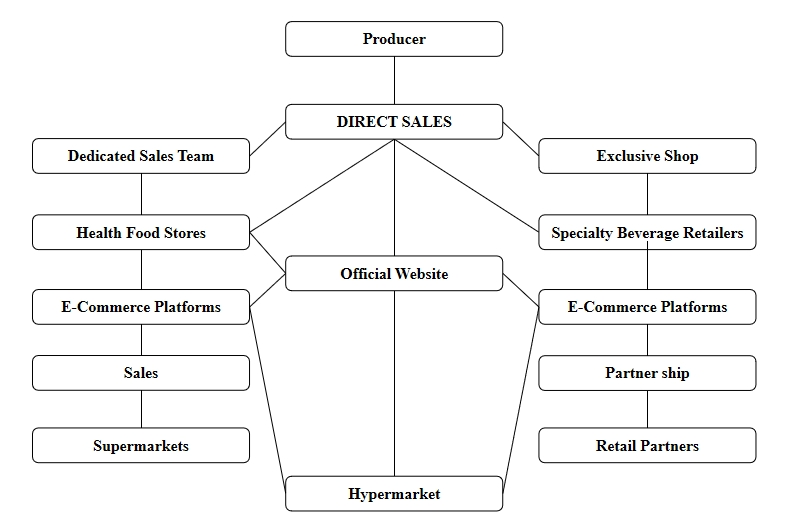 Producer
DIRECT SALES
Dedicated Sales Team
Exclusive Shop
Health Food Stores
Specialty Beverage Retailers
Official Website
E-Commerce Platforms
E-Commerce Platforms
Sales
Partner ship
Supermarkets
Retail Partners
Hypermarket